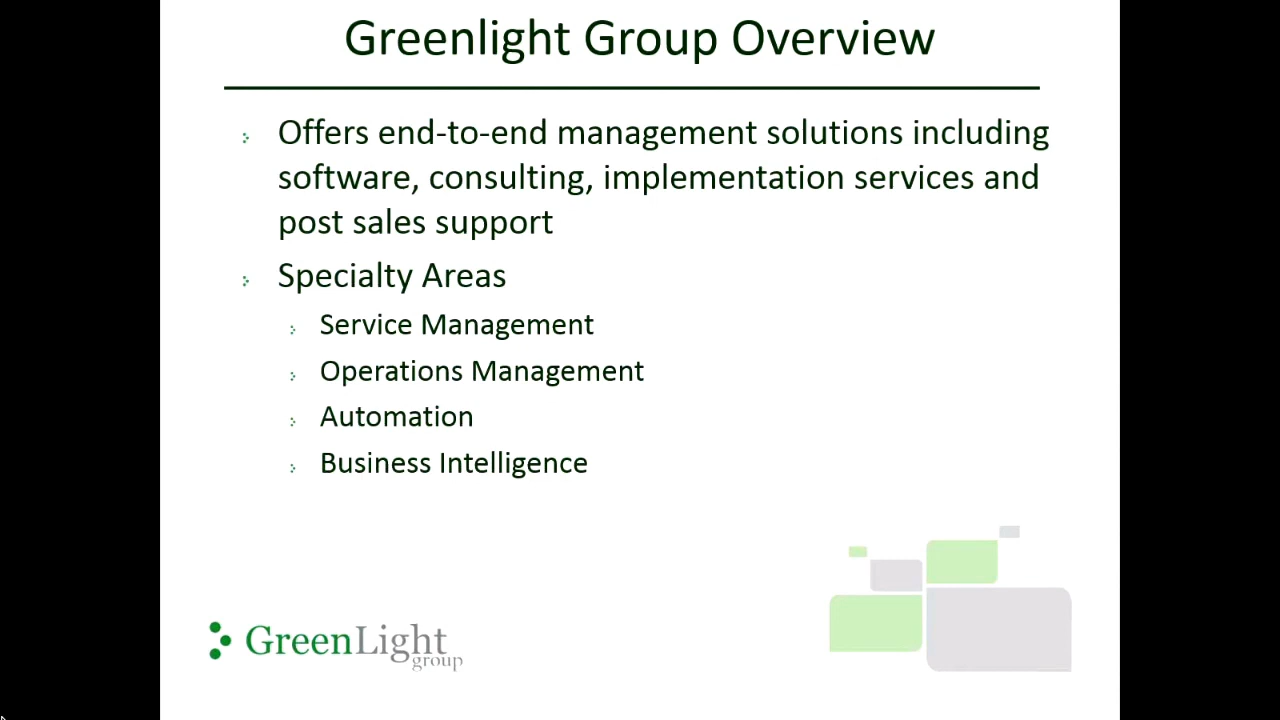 Greenlight Group Overview
Offers end-to-end management solutions including
software, consulting, implementation services and
post sales support
Specialty Areas
Service Management
Operations Management
Automation
Business Intelligence
GreenLight
group